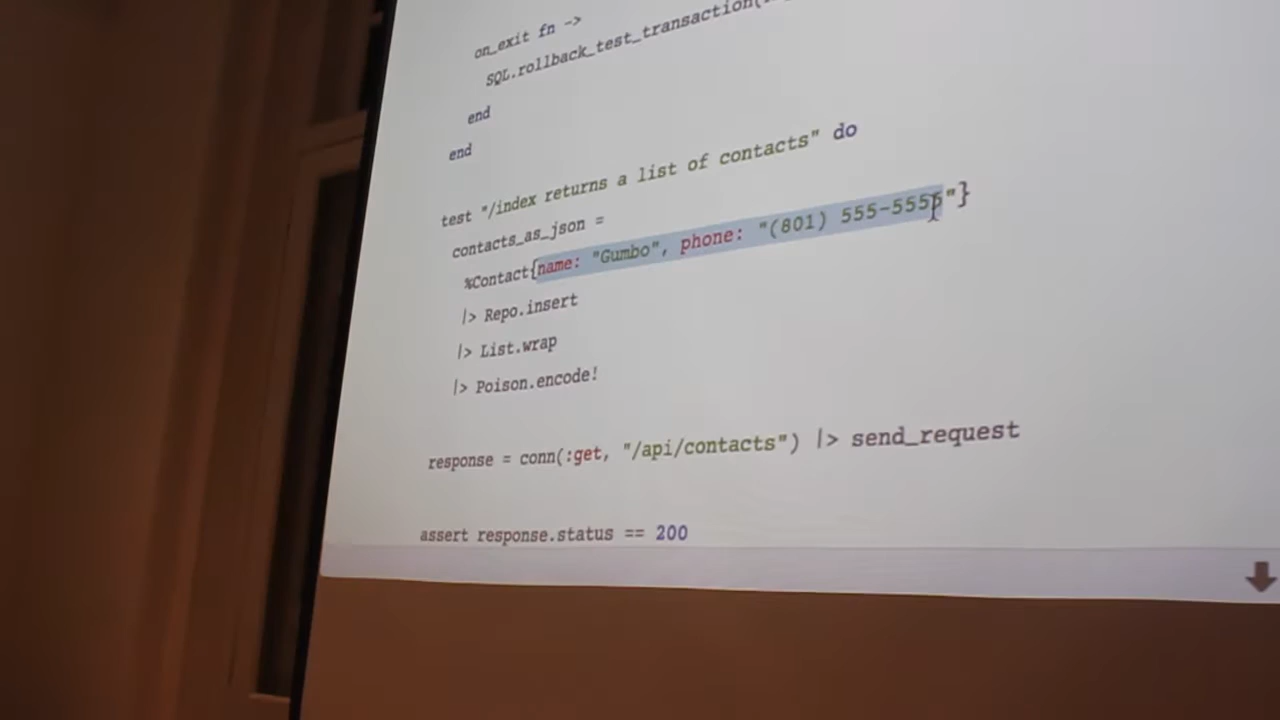 on_exit fn ->
SQL.rollback_test_transaction(
end
end
test "/index returns a list of contacts" do
contacts_as_json =
%Contact{name: "Gumbo", phone: "(801) 555-5555"}
|> Repo.insert
|> List.wrap
|> Poison.encode!
response = conn(:get, "/api/contacts") |> send_request
assert response.status == 200